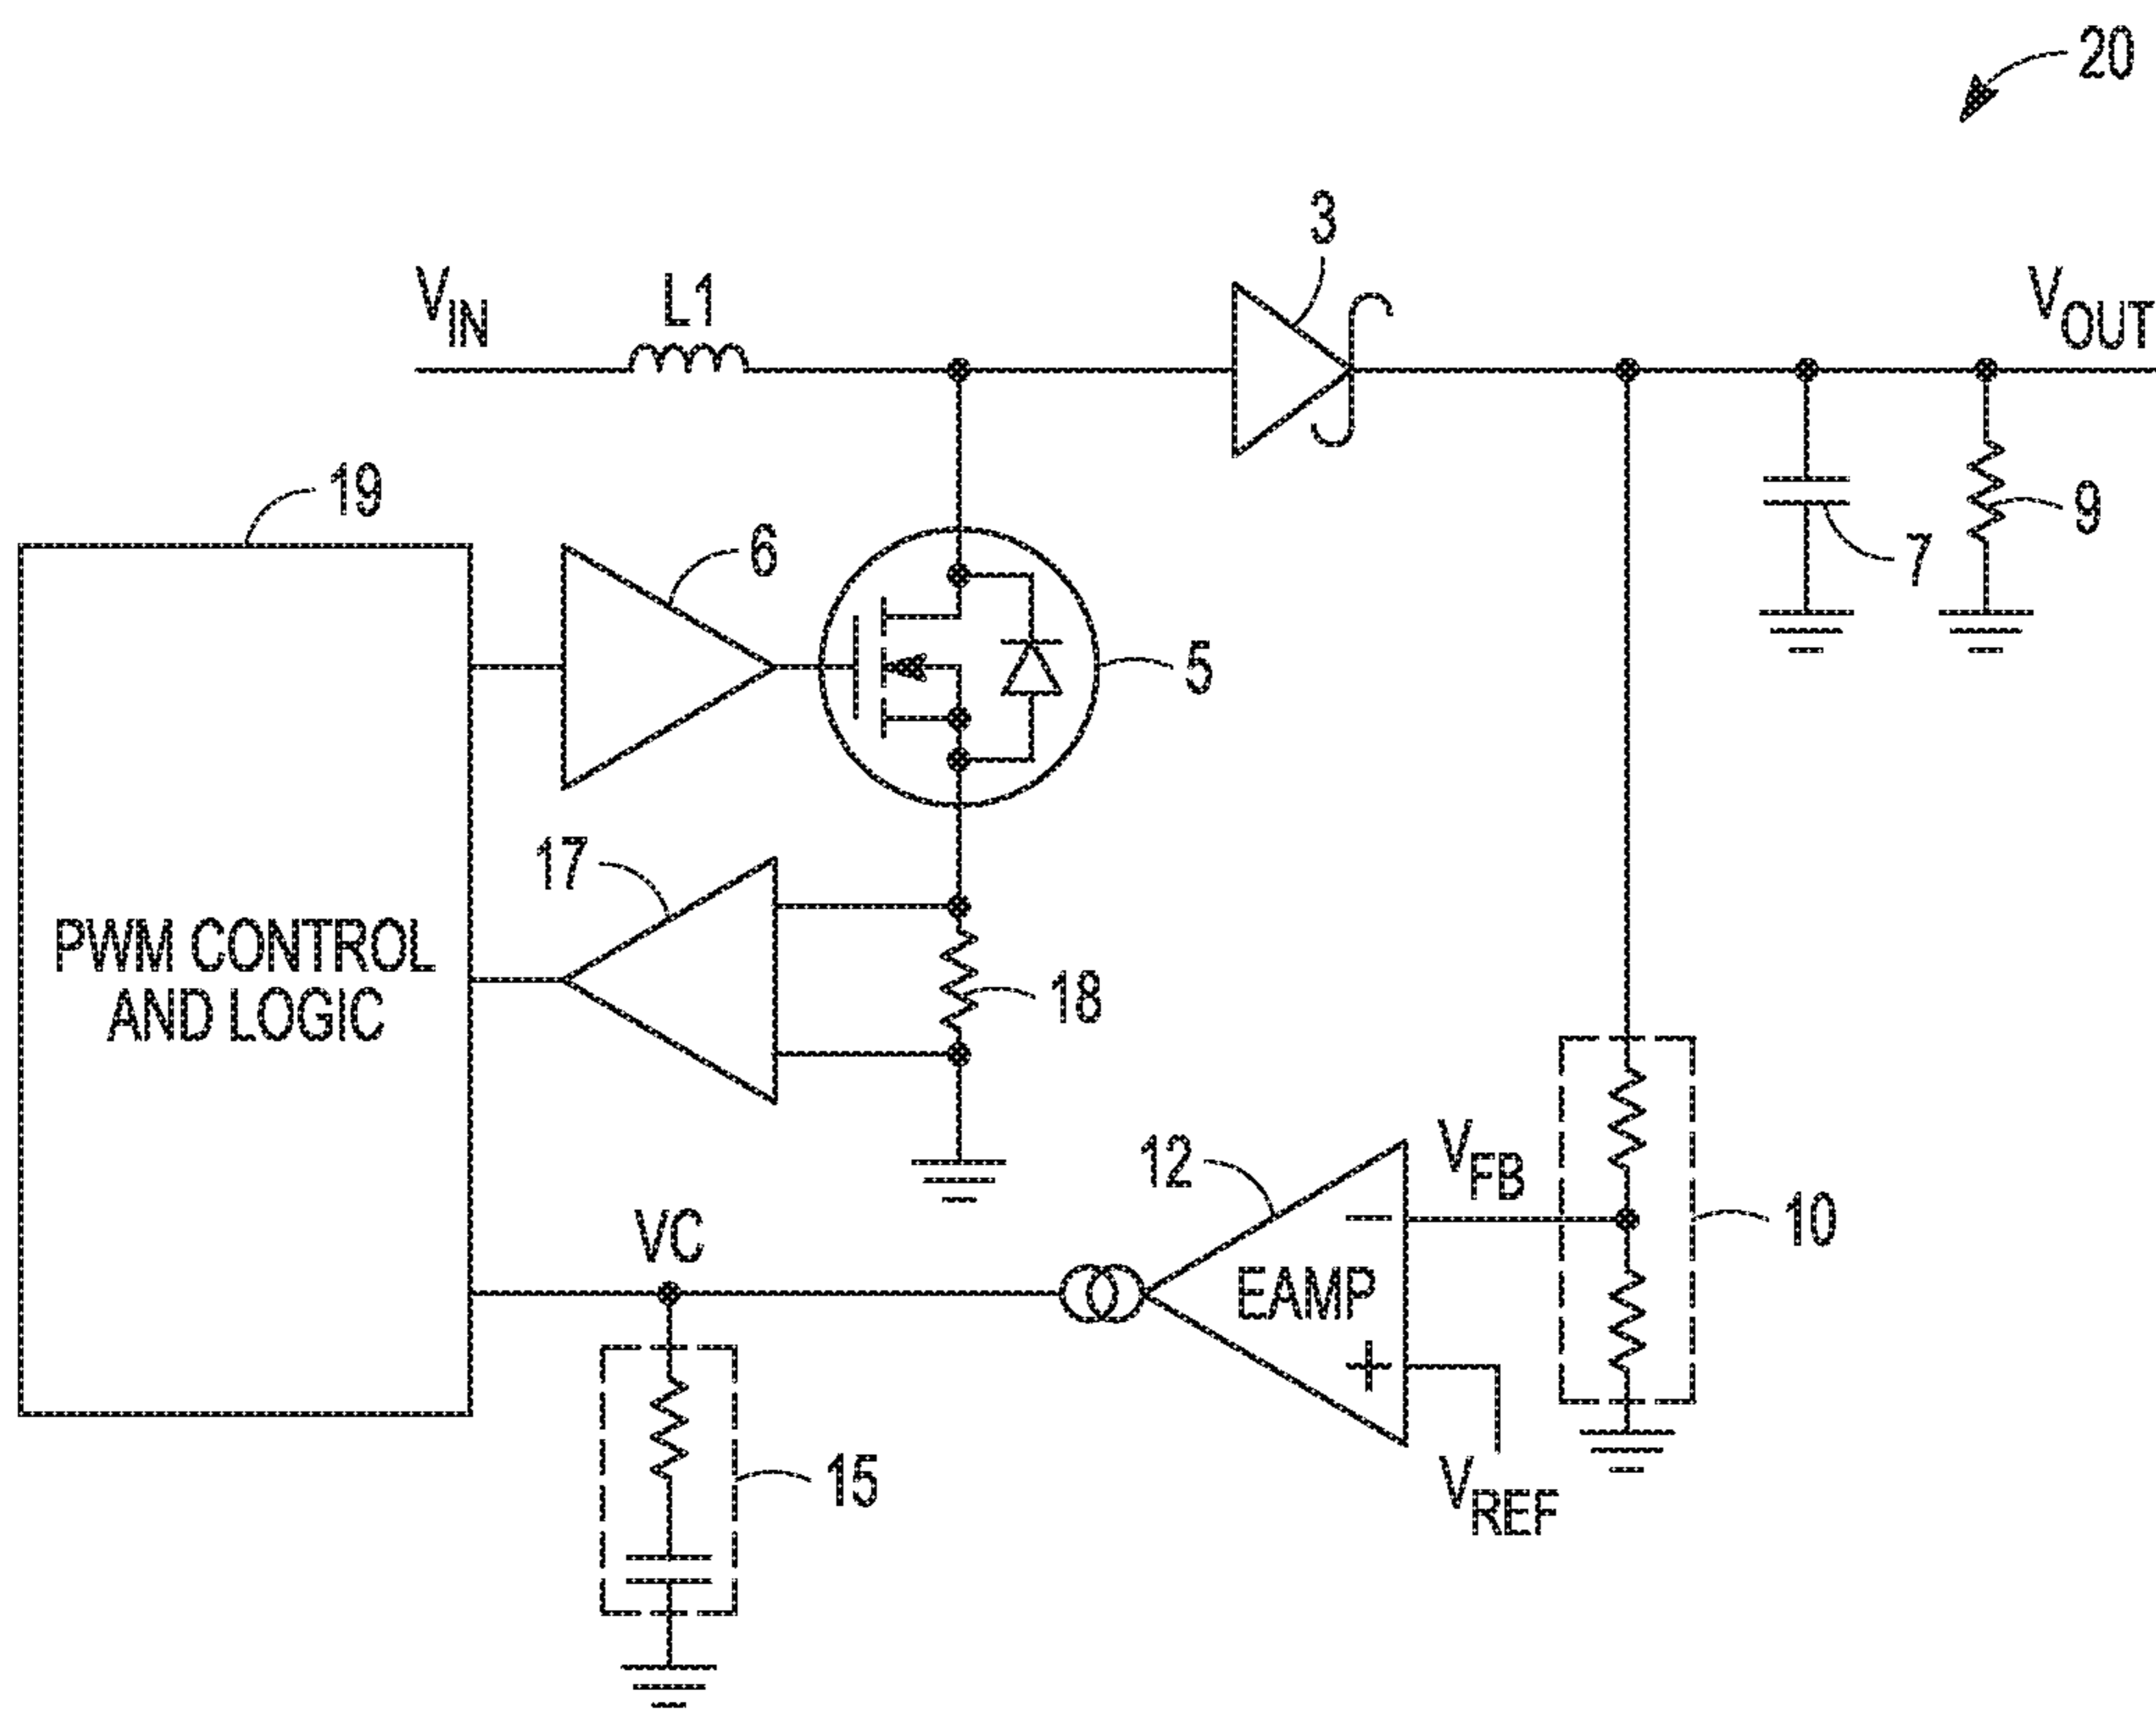 20
3
VIN
L1
VOUT
19
6
9
7
5
17
PWM CONTROL
AND LOGIC
18
12
VFB
10
VC
EAMP
−
+
15
VREF